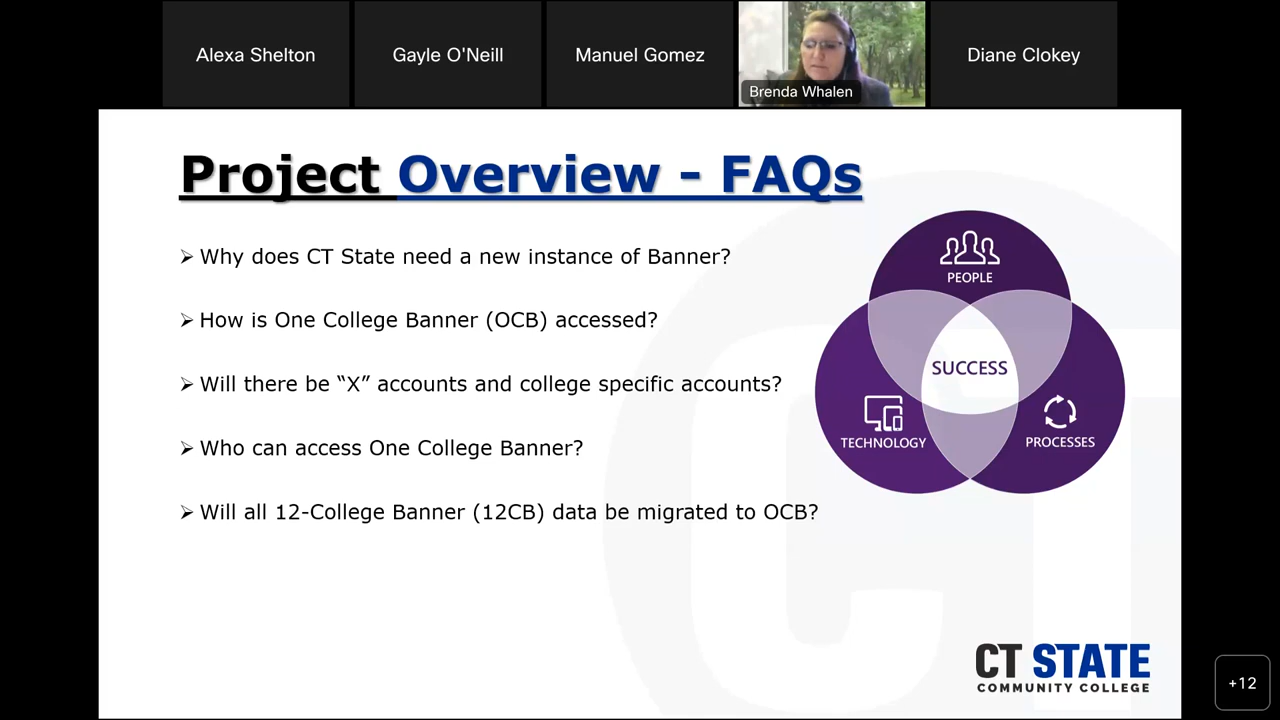 Alexa Shelton
Gayle O'Neill
Manuel Gomez
Brenda Whalen
Diane Clokey
Project Overview - FAQs
➢ Why does CT State need a new instance of Banner?
➢ How is One College Banner (OCB) accessed?
➢ Will there be “X” accounts and college specific accounts?
➢ Who can access One College Banner?
➢ Will all 12-College Banner (12CB) data be migrated to OCB?
PEOPLE
SUCCESS
TECHNOLOGY
PROCESSES
CT
CT STATE
COMMUNITY COLLEGE
+12